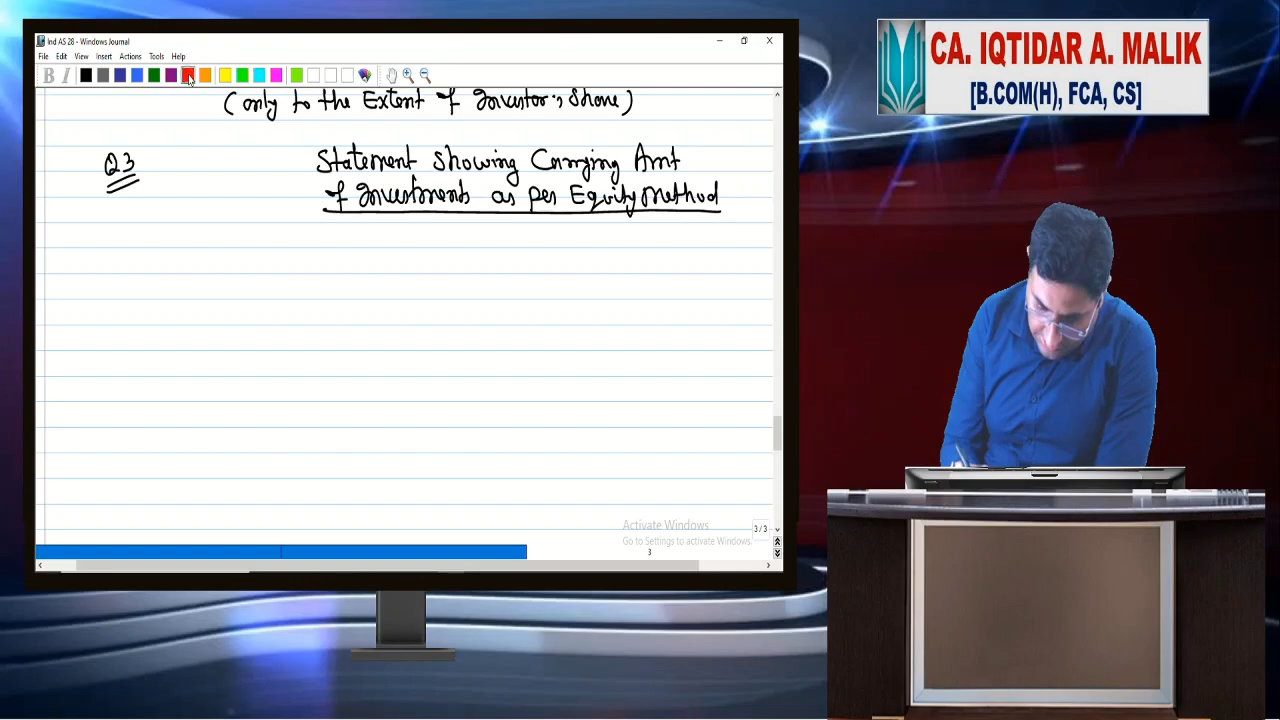 Ind AS 28 - Windows Journal
File Edit View Insert Actions Tools Help
B I
(only to the Extent of Investor's Share)
Q3 Statement Showing Carrying Amt
of Investments as per Equity Method
Activate Windows
Go to Settings to activate Windows.
3 / 3
3
CA. IQTIDAR A. MALIK
[B.COM(H), FCA, CS]